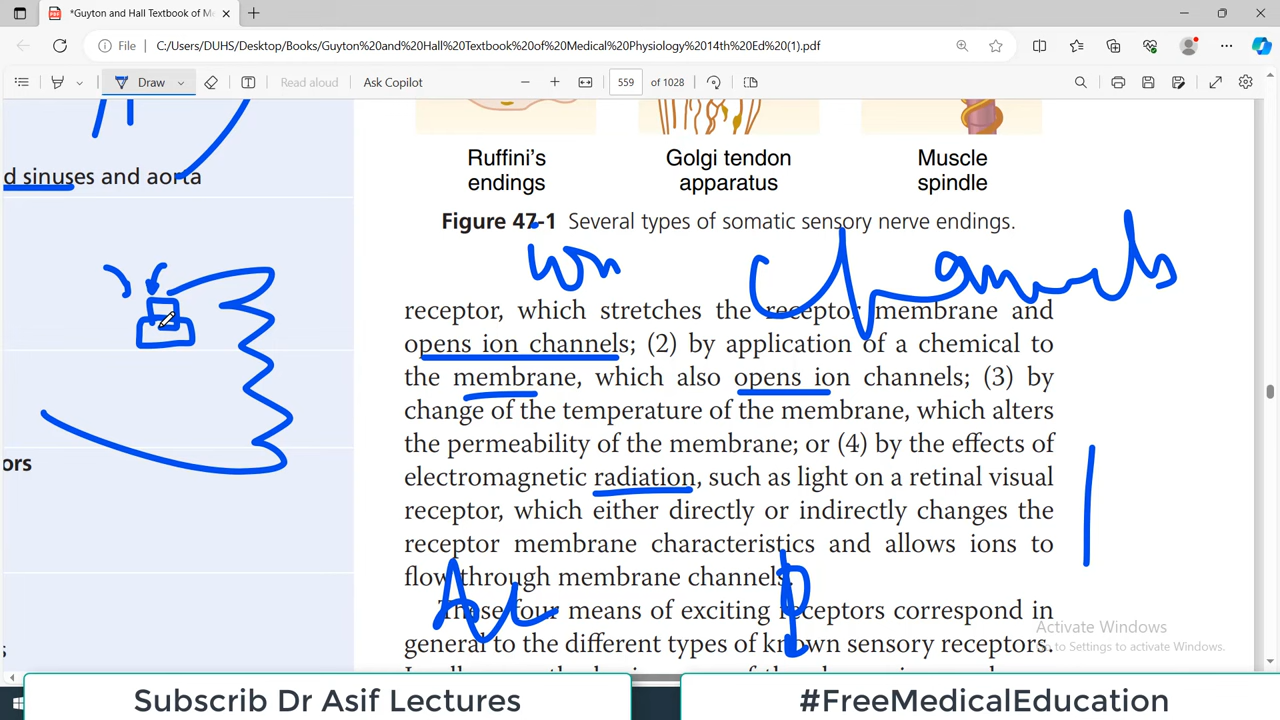 *Guyton and Hall Textbook of Me
File
C:/Users/DUHS/Desktop/Books/Guyton%20and%20Hall%20Textbook%20of%20Medical%20Physiology%2014th%20Ed%20(1).pdf
Draw
Read aloud
Ask Copilot
559
of 1028
Ruffini's
endings
Golgi tendon
apparatus
Muscle
spindle
d sinuses and aorta
Figure 47-1 Several types of somatic sensory nerve endings.
ion Channels
receptor, which stretches the receptor membrane and
opens ion channels; (2) by application of a chemical to
the membrane, which also opens ion channels; (3) by
change of the temperature of the membrane, which alters
the permeability of the membrane; or (4) by the effects of
ors
electromagnetic radiation, such as light on a retinal visual
receptor, which either directly or indirectly changes the
receptor membrane characteristics and allows ions to
flow through membrane channels.
These four means of exciting receptors correspond in
general to the different types of known sensory receptors.
Activate Windows
Go to Settings to activate Windows.
Subscrib Dr Asif Lectures
#FreeMedicalEducation